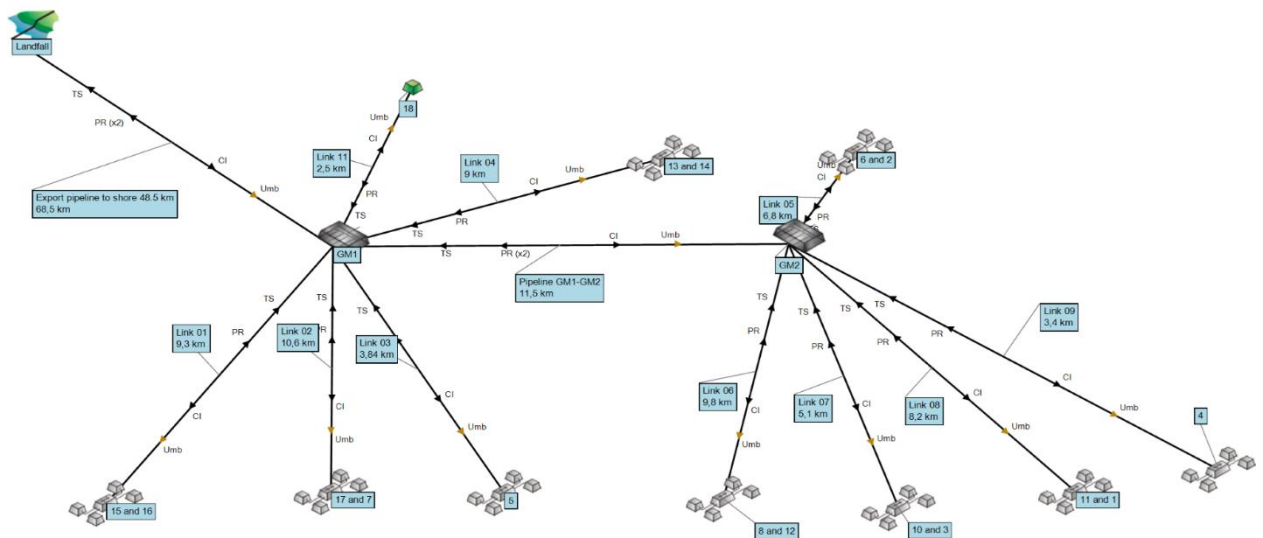 Landfall
TS
PR (x2)
CI
Umb
Export pipeline to shore 48.5 km
68,5 km
18
Umb
CI
Link 11
2,5 km
PR
TS
Link 04
9 km
13 and 14
Umb
CI
PR
TS
6 and 2
Umb
CI
Link 05
6,8 km
PR
TS
GM1
TS
PR (x2)
CI
Umb
Pipeline GM1-GM2
11,5 km
GM2
TS
PR
Link 01
9,3 km
CI
Umb
15 and 16
TS
PR
Link 02
10,6 km
CI
Umb
17 and 7
TS
Link 03
3,84 km
CI
Umb
5
TS
PR
Link 06
9,8 km
CI
Umb
8 and 12
TS
PR
Link 07
5,1 km
CI
Umb
10 and 3
TS
PR
Link 08
8,2 km
CI
Umb
11 and 1
TS
PR
Link 09
3,4 km
CI
Umb
4